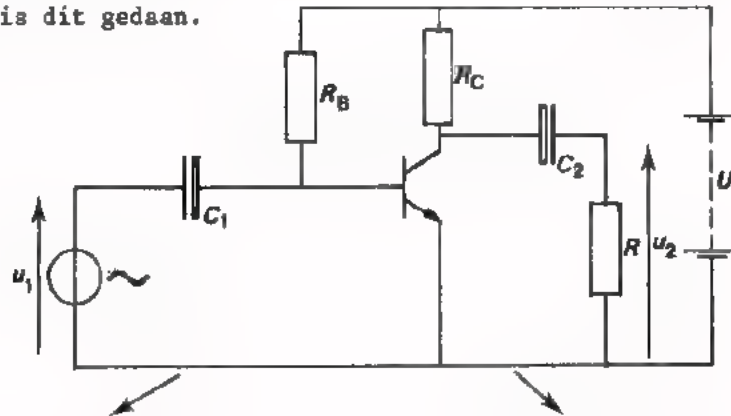 is dit gedaan.
R_B
R_C
C_1
C_2
u_1
R
u_2
U